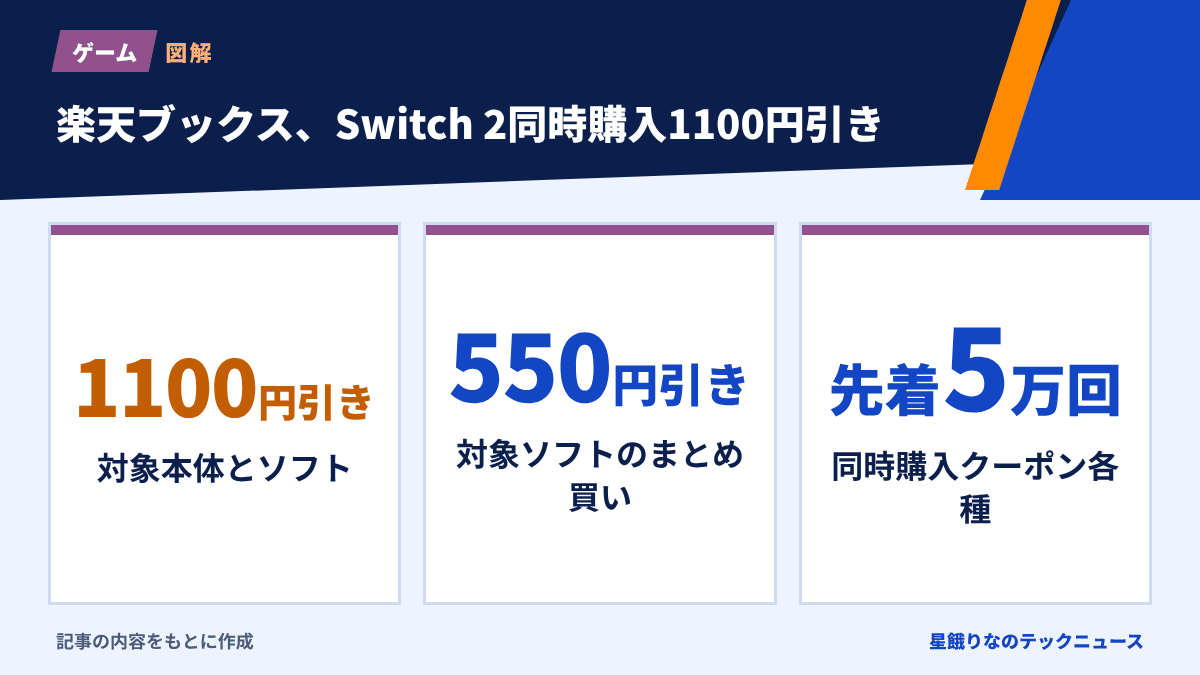 ゲーム 図解
楽天ブックス、Switch 2同時購入1100円引き
1100円引き
対象本体とソフト
550円引き
対象ソフトのまとめ
買い
先着5万回
同時購入クーポン各
種
記事の内容をもとに作成
星餓りなのテックニュース